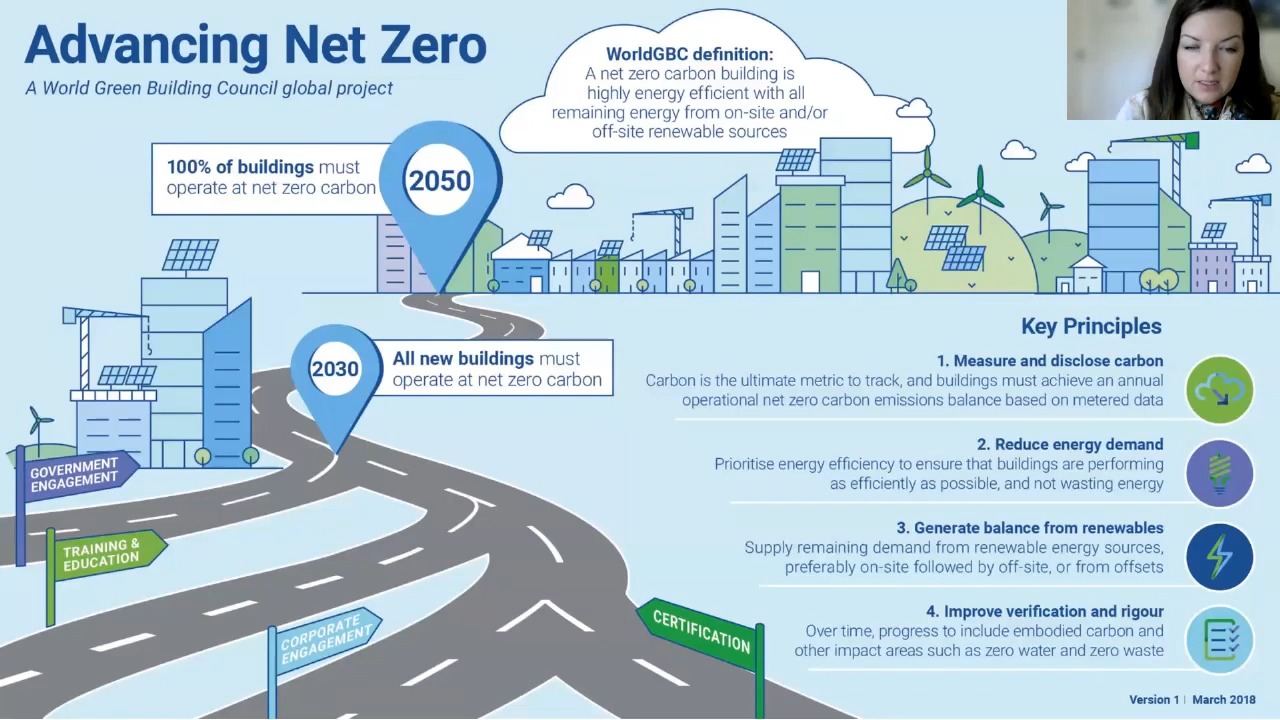 Advancing Net Zero
A World Green Building Council global project
WorldGBC definition:
A net zero carbon building is
highly energy efficient with all
remaining energy from on-site and/or
off-site renewable sources
100% of buildings must
operate at net zero carbon
2050
2030
All new buildings must
operate at net zero carbon
GOVERNMENT
ENGAGEMENT
TRAINING &
EDUCATION
CORPORATE
ENGAGEMENT
CERTIFICATION
Key Principles
1. Measure and disclose carbon
Carbon is the ultimate metric to track, and buildings must achieve an annual
operational net zero carbon emissions balance based on metered data
2. Reduce energy demand
Prioritise energy efficiency to ensure that buildings are performing
as efficiently as possible, and not wasting energy
3. Generate balance from renewables
Supply remaining demand from renewable energy sources,
preferably on-site followed by off-site, or from offsets
4. Improve verification and rigour
Over time, progress to include embodied carbon and
other impact areas such as zero water and zero waste
Version 1 | March 2018